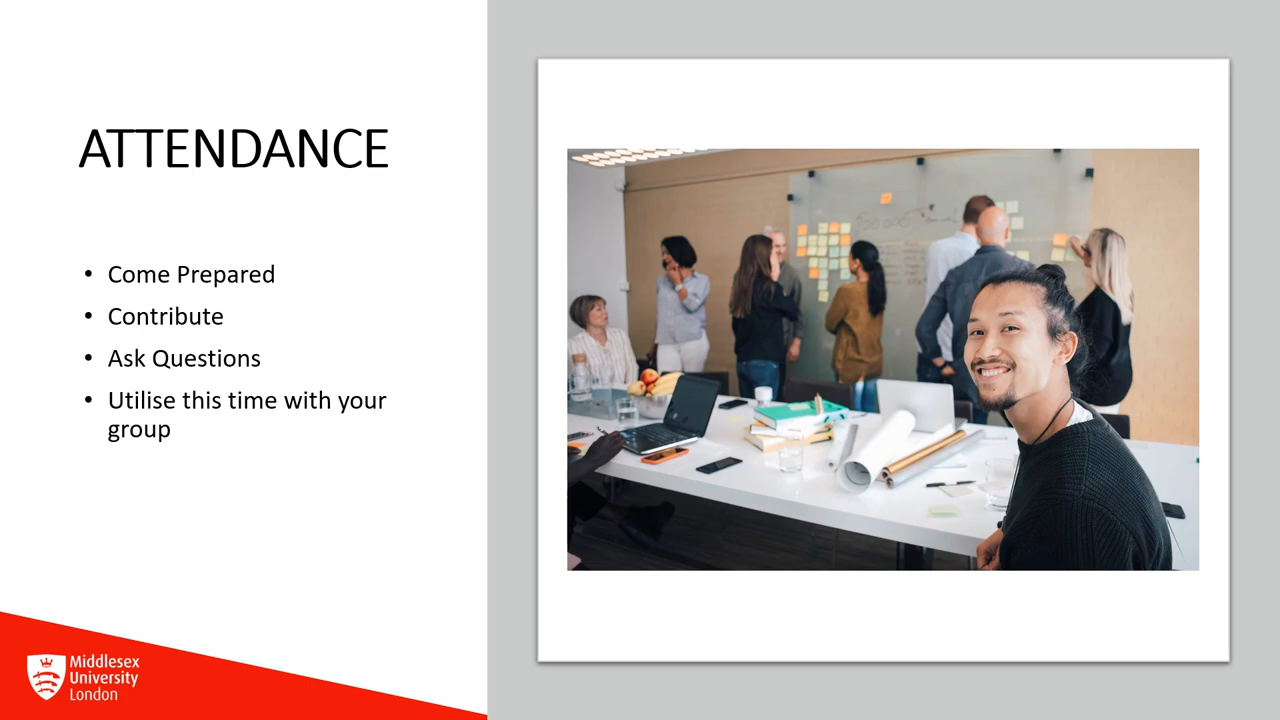 ATTENDANCE
• Come Prepared
• Contribute
• Ask Questions
• Utilise this time with your
group
Middlesex
University
London